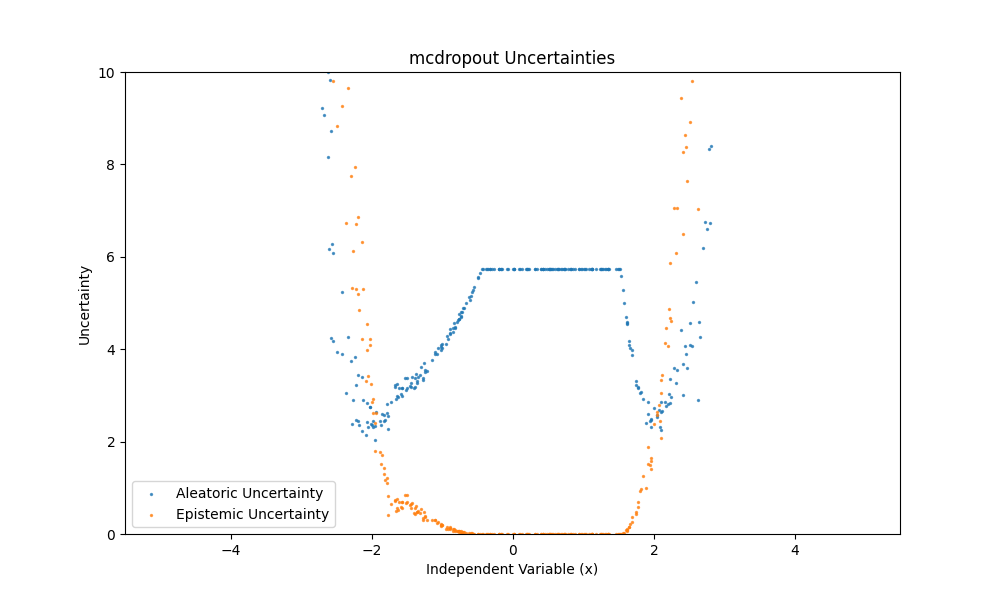 mcdropout Uncertainties
10
8
6
4
2
0
Uncertainty
Aleatoric Uncertainty
Epistemic Uncertainty
−4 −2 0 2 4
Independent Variable (x)